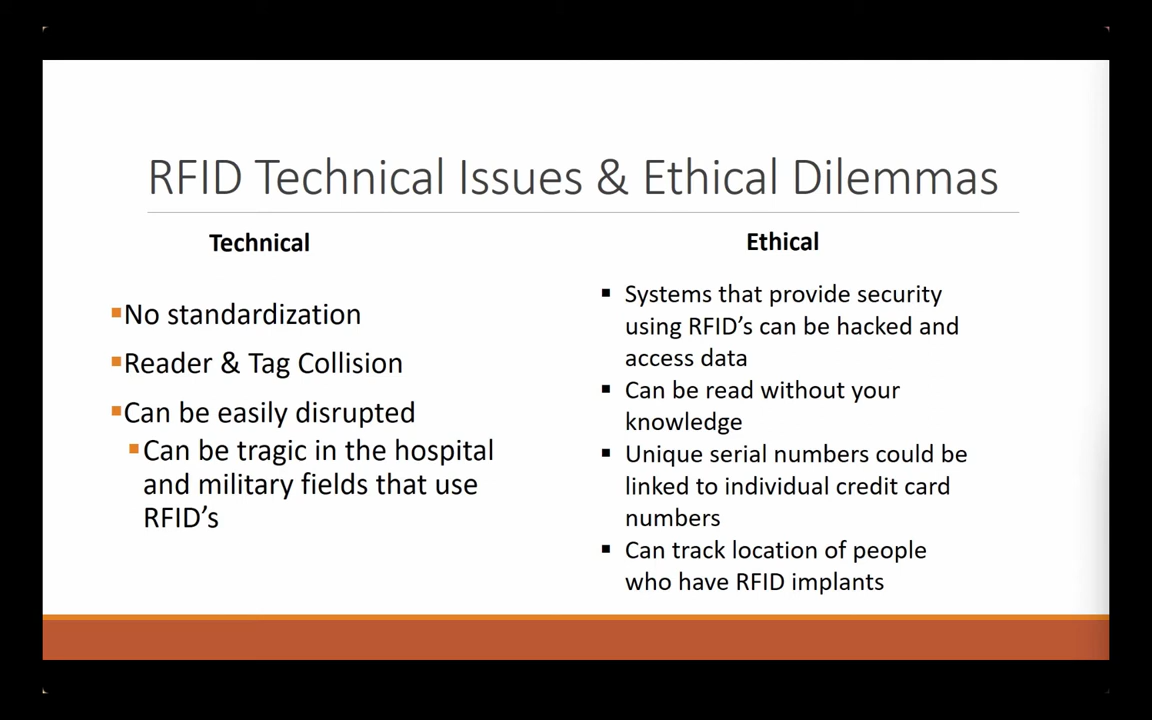 RFID Technical Issues & Ethical Dilemmas
Technical
No standardization
Reader & Tag Collision
Can be easily disrupted
Can be tragic in the hospital
and military fields that use
RFID’s
Ethical
Systems that provide security
using RFID’s can be hacked and
access data
Can be read without your
knowledge
Unique serial numbers could be
linked to individual credit card
numbers
Can track location of people
who have RFID implants